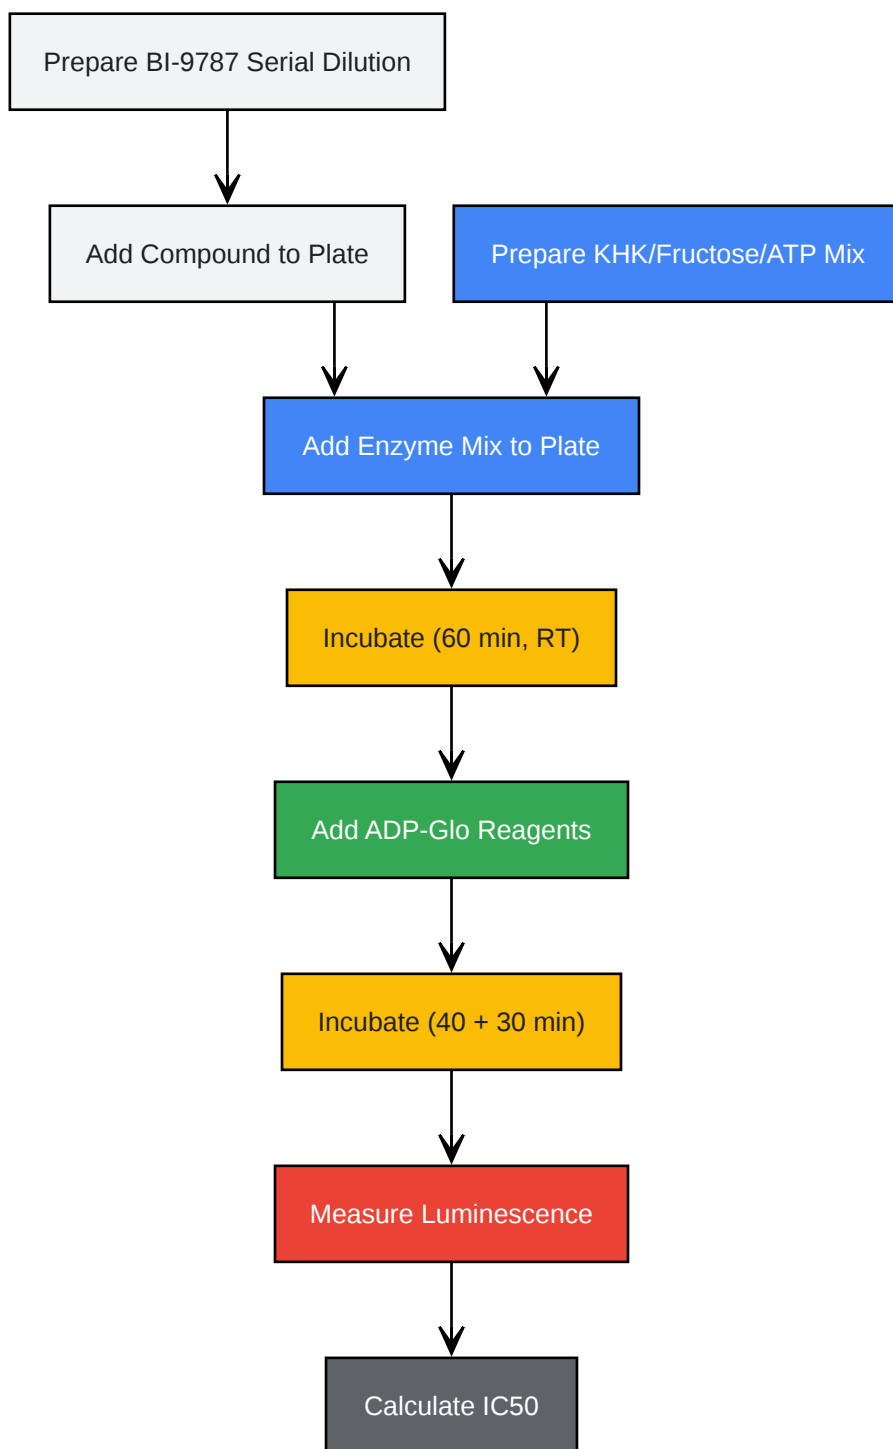 Prepare BI-9787 Serial Dilution
Add Compound to Plate
Prepare KHK/Fructose/ATP Mix
Add Enzyme Mix to Plate
Incubate (60 min, RT)
Add ADP-Glo Reagents
Incubate (40 + 30 min)
Measure Luminescence
Calculate IC50